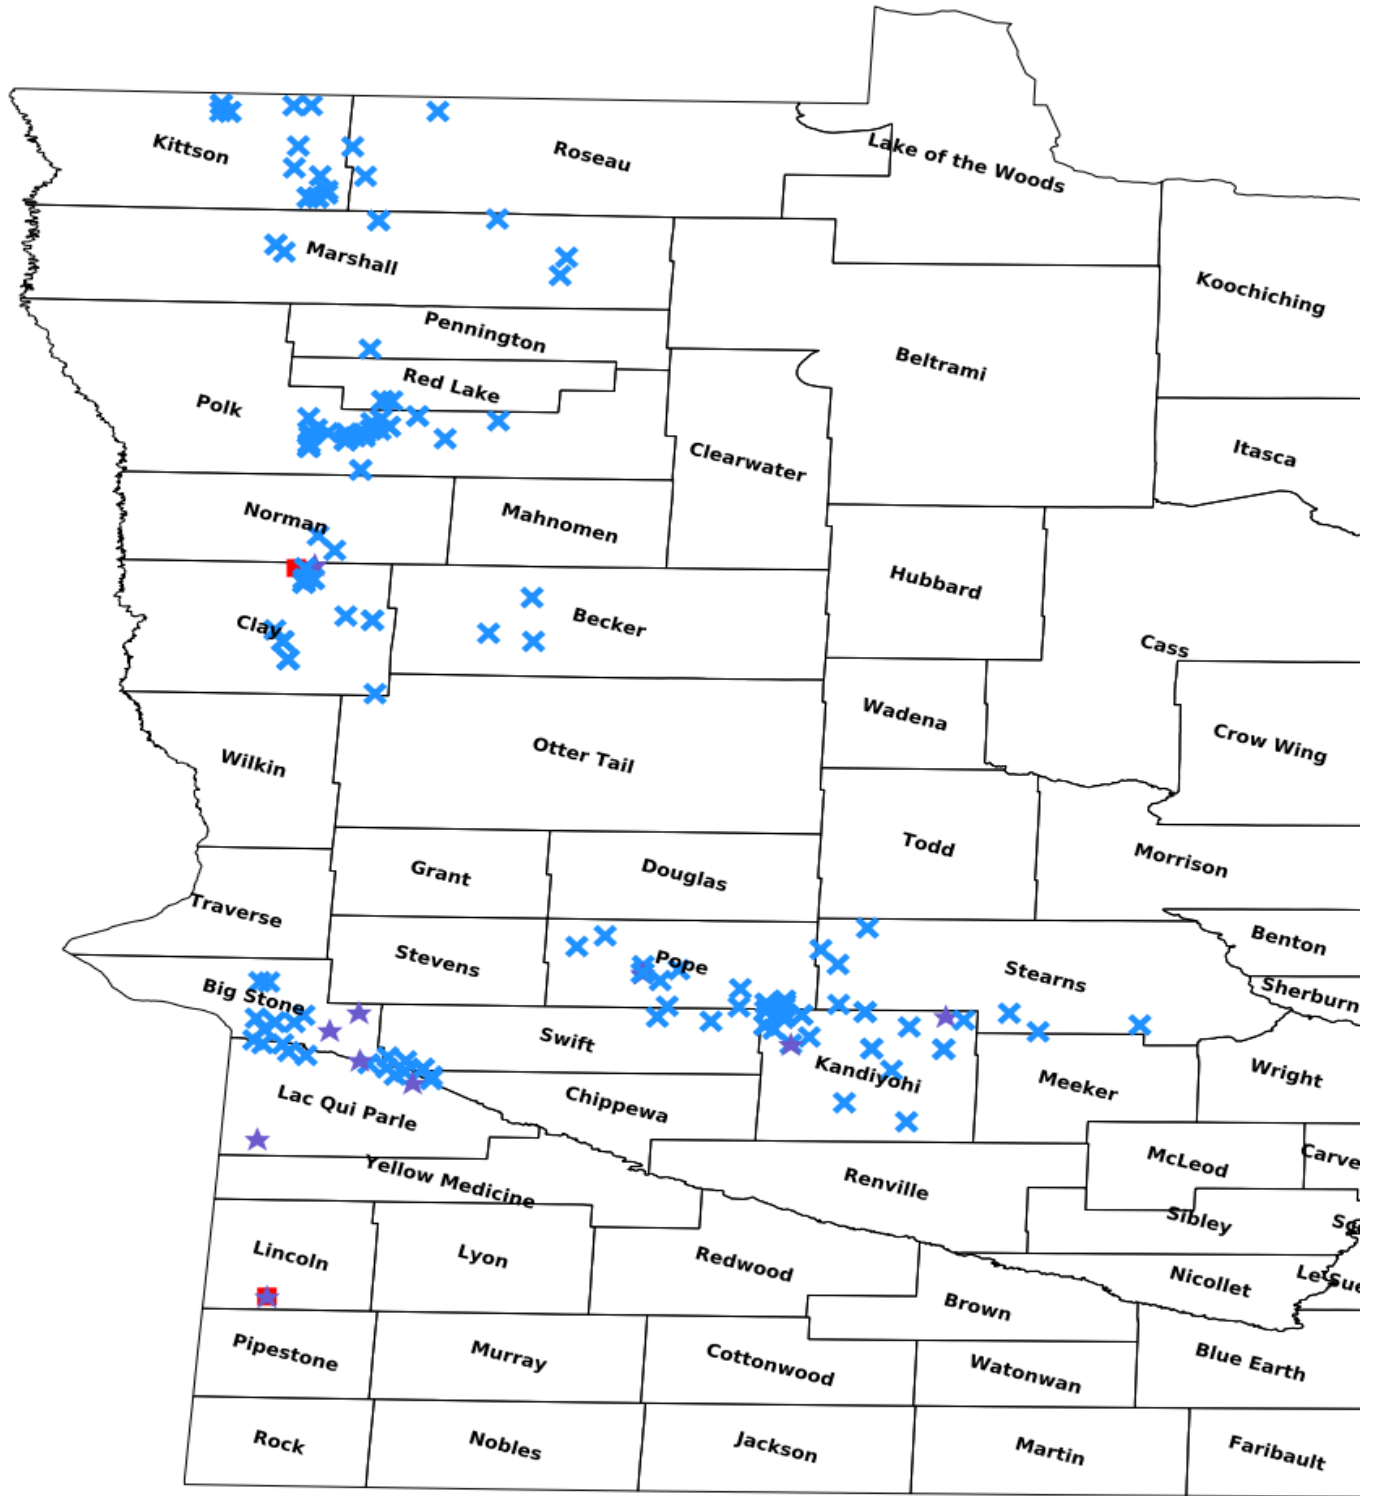 Kittson
Roseau
Lake of the Woods
Marshall
Koochiching
Pennington
Beltrami
Red Lake
Polk
Clearwater
Itasca
Norman
Mahnomen
Hubbard
Clay
Becker
Cass
Wadena
Crow Wing
Wilkin
Otter Tail
Todd
Morrison
Grant
Douglas
Traverse
Benton
Stevens
Pope
Stearns
Big Stone
Sherburn
Swift
Kandiyohi
Meeker
Wright
Lac Qui Parle
Chippewa
McLeod
Carve
Yellow Medicine
Renville
Sibley
Lincoln
Lyon
Redwood
Nicollet
Le Sue
Brown
Pipestone
Murray
Cottonwood
Watonwan
Blue Earth
Rock
Nobles
Jackson
Martin
Faribault